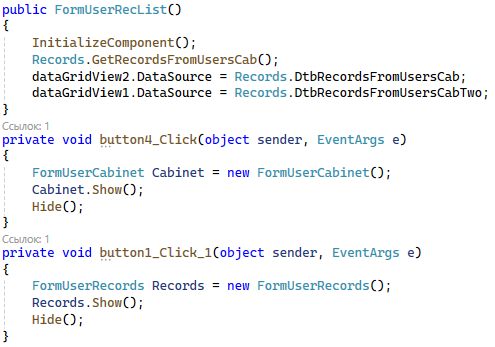 public FormUserRecList()
{
InitializeComponent();
Records.GetRecordsFromUsersCab();
dataGridView2.DataSource = Records.DtbRecordsFromUsersCab;
dataGridView1.DataSource = Records.DtbRecordsFromUsersCabTwo;
}
Ссылок: 1
private void button4_Click(object sender, EventArgs e)
{
FormUserCabinet Cabinet = new FormUserCabinet();
Cabinet.Show();
Hide();
}
Ссылок: 1
private void button1_Click_1(object sender, EventArgs e)
{
FormUserRecords Records = new FormUserRecords();
Records.Show();
Hide();
}